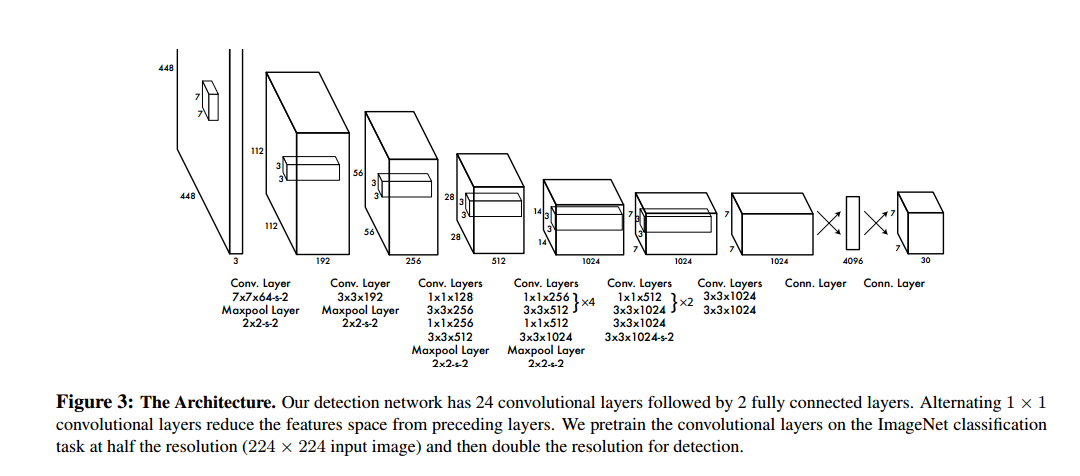 448
7
7
448
3
112
3
3
112
192
56
3
3
56
256
28
3
3
28
512
14
3
3
14
1024
7
3
3
7
1024
7
7
1024
4096
7
7
30
Conv. Layer
7x7x64-s-2
Maxpool Layer
2x2-s-2
Conv. Layer
3x3x192
Maxpool Layer
2x2-s-2
Conv. Layers
1x1x128
3x3x256
1x1x256
3x3x512
Maxpool Layer
2x2-s-2
Conv. Layers
1x1x256 }×4
3x3x512
1x1x512
3x3x1024
Maxpool Layer
2x2-s-2
Conv. Layers
1x1x512 }×2
3x3x1024
3x3x1024
3x3x1024-s-2
Conv. Layers
3x3x1024
3x3x1024
Conn. Layer
Conn. Layer
Figure 3: The Architecture. Our detection network has 24 convolutional layers followed by 2 fully connected layers. Alternating 1 × 1
convolutional layers reduce the features space from preceding layers. We pretrain the convolutional layers on the ImageNet classification
task at half the resolution (224 × 224 input image) and then double the resolution for detection.